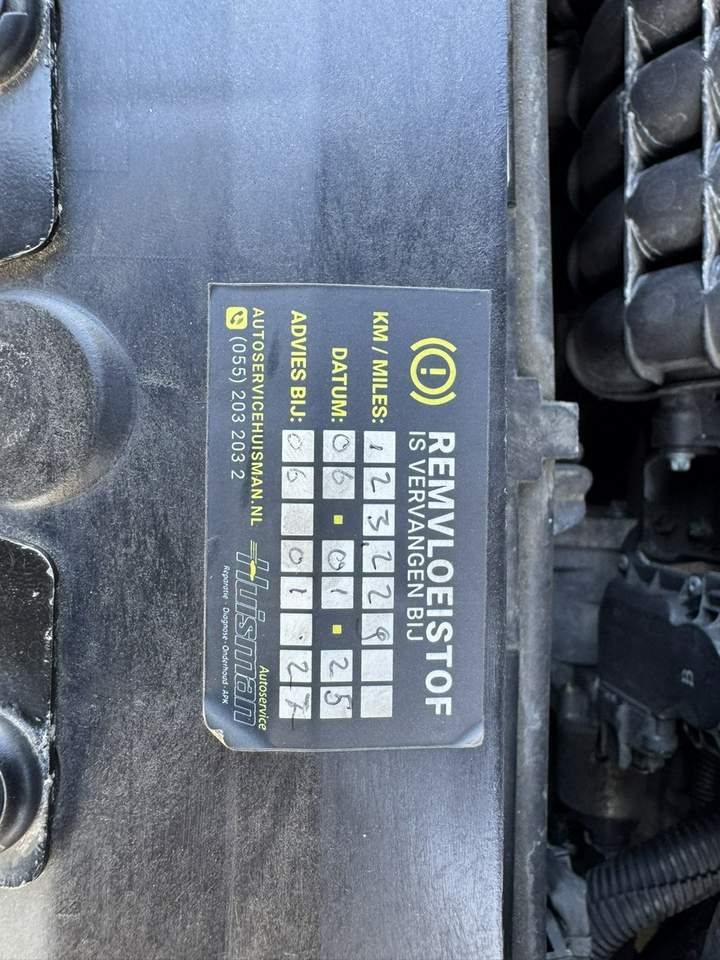 REMVLOEISTOF
IS VERVANGEN BIJ
KM / MILES: 123229
DATUM: 06.01.25
ADVIES BIJ: 06 01.27
AUTOSERVICEHUISMAN.NL
(055) 203 203 2
Autoservice
Huisman
Reparatie - Diagnose - Onderhoud - APK
B